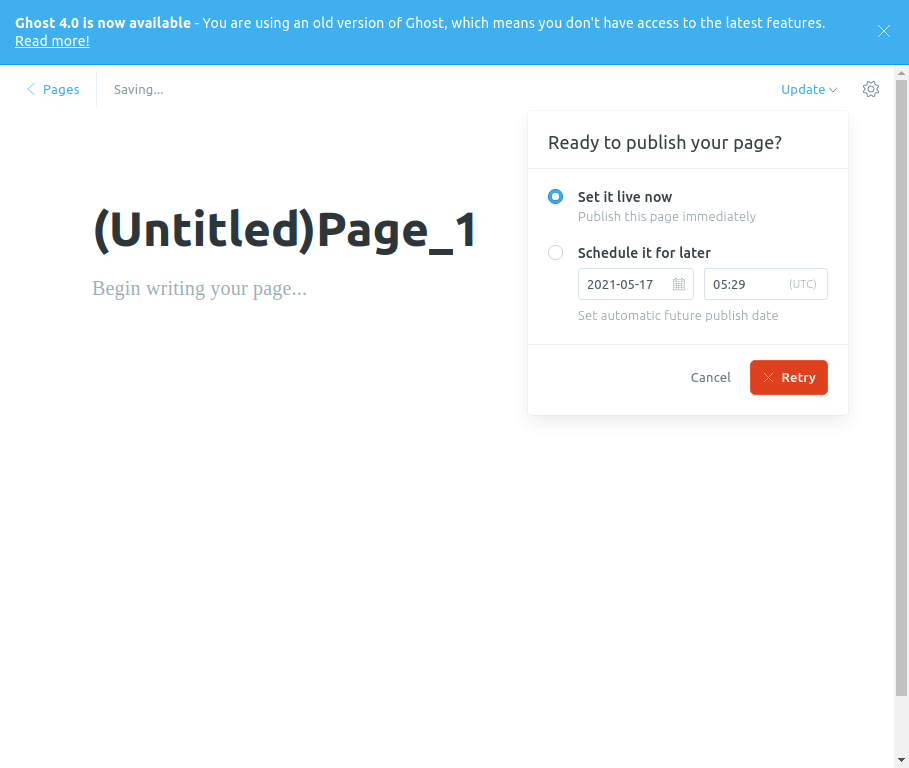 Ghost 4.0 is now available - You are using an old version of Ghost, which means you don't have access to the latest features.
Read more!
Pages
Saving...
Update
Ready to publish your page?
Set it live now
Publish this page immediately
(Untitled)Page_1
Schedule it for later
2021-05-17
05:29
(UTC)
Begin writing your page...
Set automatic future publish date
Cancel
Retry